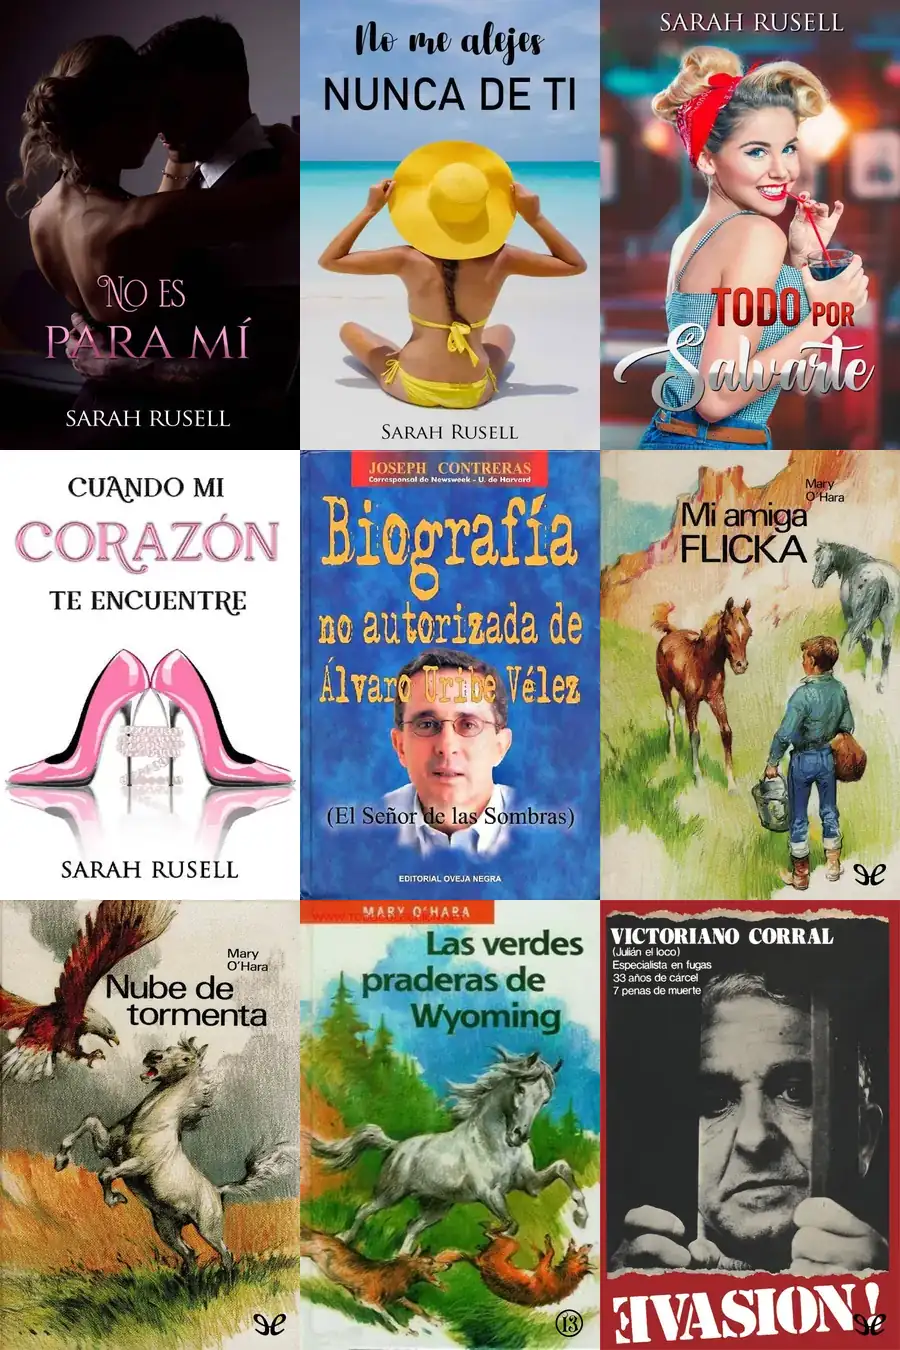 No es
para mí
Sarah Rusell
No me alejes
NUNCA DE TI
Sarah Rusell
SARAH RUSELL
TODO POR
Salvarte
CUANDO MI
CORAZÓN
TE ENCUENTRE
SARAH RUSELL
JOSEPH CONTRERAS
Corresponsal de Newsweek - U. de Harvard
Biografía
no autorizada de
Álvaro Uribe Vélez
(El Señor de las Sombras)
EDITORIAL OVEJA NEGRA
Mary
O'Hara
Mi amiga
FLICKA
Mary
O'Hara
Nube de
tormenta
MARY O'HARA
Las verdes
praderas de
Wyoming
13
VICTORIANO CORRAL
(Julián el loco)
Especialista en fugas
33 años de cárcel
7 penas de muerte
EVASION!